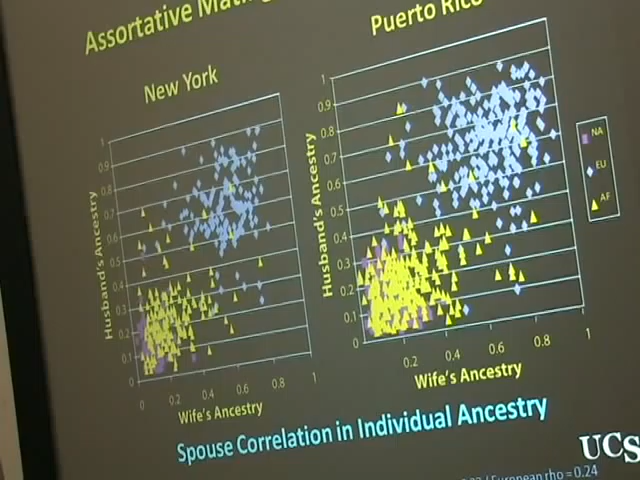 Assortative
Puerto Rico
New York
1
0.9
0.8
0.7
0.6
0.5
0.4
0.3
0.2
0.1
0
Husband's Ancestry
0
0.2
0.4
0.6
0.8
1
Wife's Ancestry
1
0.9
0.8
0.7
0.6
0.5
0.4
0.3
0.2
0.1
0
Husband's Ancestry
0.2
0.4
0.6
0.8
1
Wife's Ancestry
NA
EU
AF
Spouse Correlation in Individual Ancestry
UCS
/ European rho = 0.24